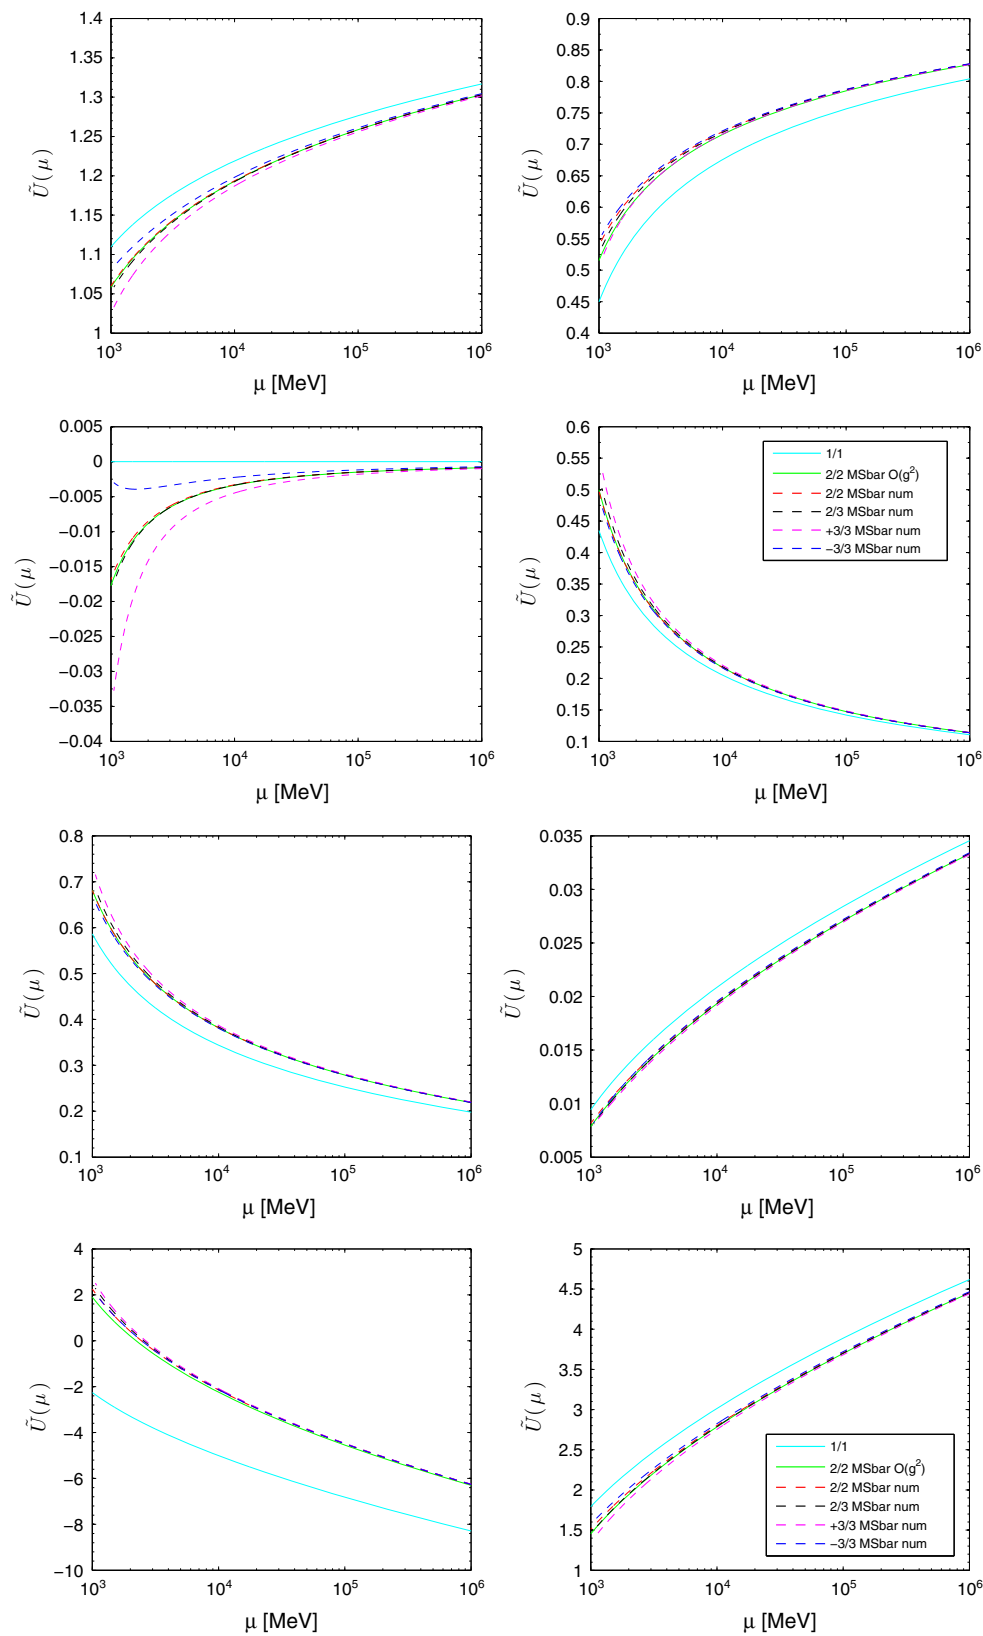 1.4
1.35
1.3
1.25
1.2
1.15
1.1
1.05
1
Ũ(μ)
10³ 10⁴ 10⁵ 10⁶
μ [MeV]
0.9
0.85
0.8
0.75
0.7
0.65
0.6
0.55
0.5
0.45
0.4
Ũ(μ)
10³ 10⁴ 10⁵ 10⁶
μ [MeV]
0.005
0
−0.005
−0.01
−0.015
−0.02
−0.025
−0.03
−0.035
−0.04
Ũ(μ)
10³ 10⁴ 10⁵ 10⁶
μ [MeV]
0.6
0.55
0.5
0.45
0.4
0.35
0.3
0.25
0.2
0.15
0.1
Ũ(μ)
1/1
2/2 MSbar O(g²)
2/2 MSbar num
2/3 MSbar num
+3/3 MSbar num
−3/3 MSbar num
10³ 10⁴ 10⁵ 10⁶
μ [MeV]
0.8
0.7
0.6
0.5
0.4
0.3
0.2
0.1
Ũ(μ)
10³ 10⁴ 10⁵ 10⁶
μ [MeV]
0.035
0.03
0.025
0.02
0.015
0.01
0.005
Ũ(μ)
10³ 10⁴ 10⁵ 10⁶
μ [MeV]
4
2
0
−2
−4
−6
−8
−10
Ũ(μ)
10³ 10⁴ 10⁵ 10⁶
μ [MeV]
5
4.5
4
3.5
3
2.5
2
1.5
1
Ũ(μ)
1/1
2/2 MSbar O(g²)
2/2 MSbar num
2/3 MSbar num
+3/3 MSbar num
−3/3 MSbar num
10³ 10⁴ 10⁵ 10⁶
μ [MeV]